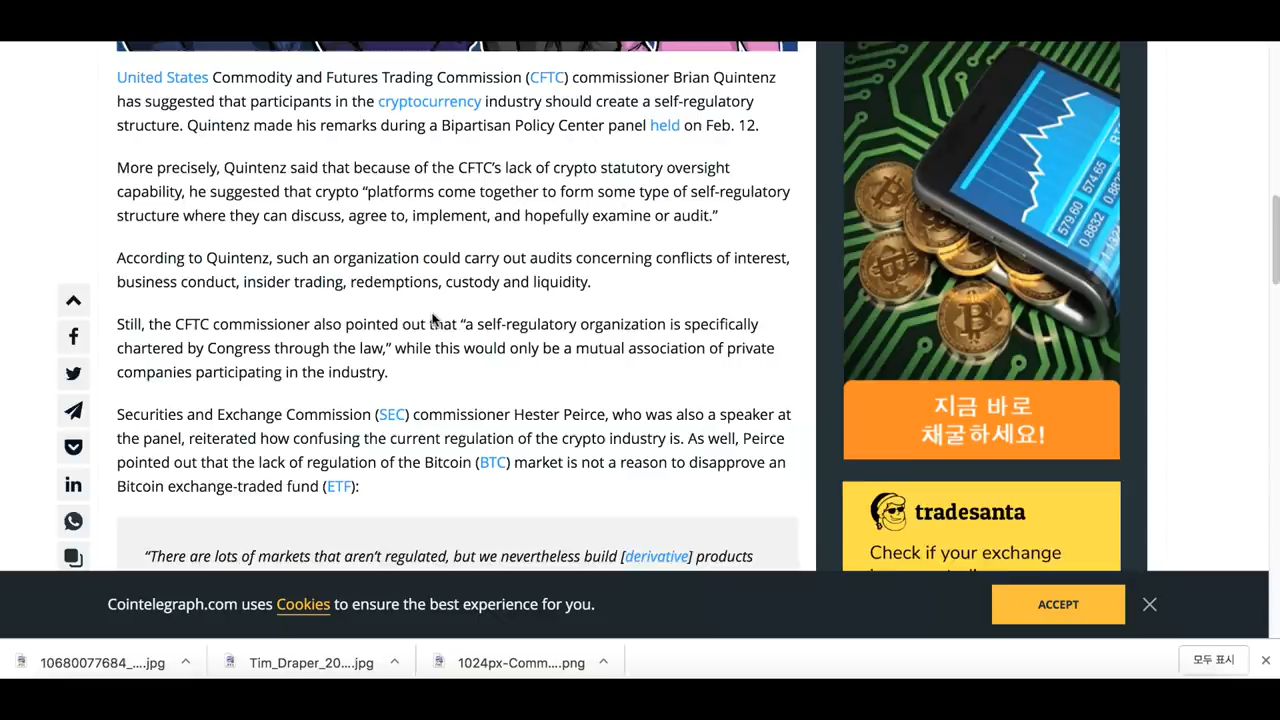 United States Commodity and Futures Trading Commission (CFTC) commissioner Brian Quintenz
has suggested that participants in the cryptocurrency industry should create a self-regulatory
structure. Quintenz made his remarks during a Bipartisan Policy Center panel held on Feb. 12.
More precisely, Quintenz said that because of the CFTC’s lack of crypto statutory oversight
capability, he suggested that crypto “platforms come together to form some type of self-regulatory
structure where they can discuss, agree to, implement, and hopefully examine or audit.”
According to Quintenz, such an organization could carry out audits concerning conflicts of interest,
business conduct, insider trading, redemptions, custody and liquidity.
Still, the CFTC commissioner also pointed out that “a self-regulatory organization is specifically
chartered by Congress through the law,” while this would only be a mutual association of private
companies participating in the industry.
Securities and Exchange Commission (SEC) commissioner Hester Peirce, who was also a speaker at
the panel, reiterated how confusing the current regulation of the crypto industry is. As well, Peirce
pointed out that the lack of regulation of the Bitcoin (BTC) market is not a reason to disapprove an
Bitcoin exchange-traded fund (ETF):
“There are lots of markets that aren’t regulated, but we nevertheless build [derivative] products
574.65
579.60
0.8832
지금 바로
채굴하세요!
tradesanta
Check if your exchange
Cointelegraph.com uses Cookies to ensure the best experience for you.
ACCEPT
10680077684_....jpg
Tim_Draper_20....jpg
1024px-Comm....png
모두 표시